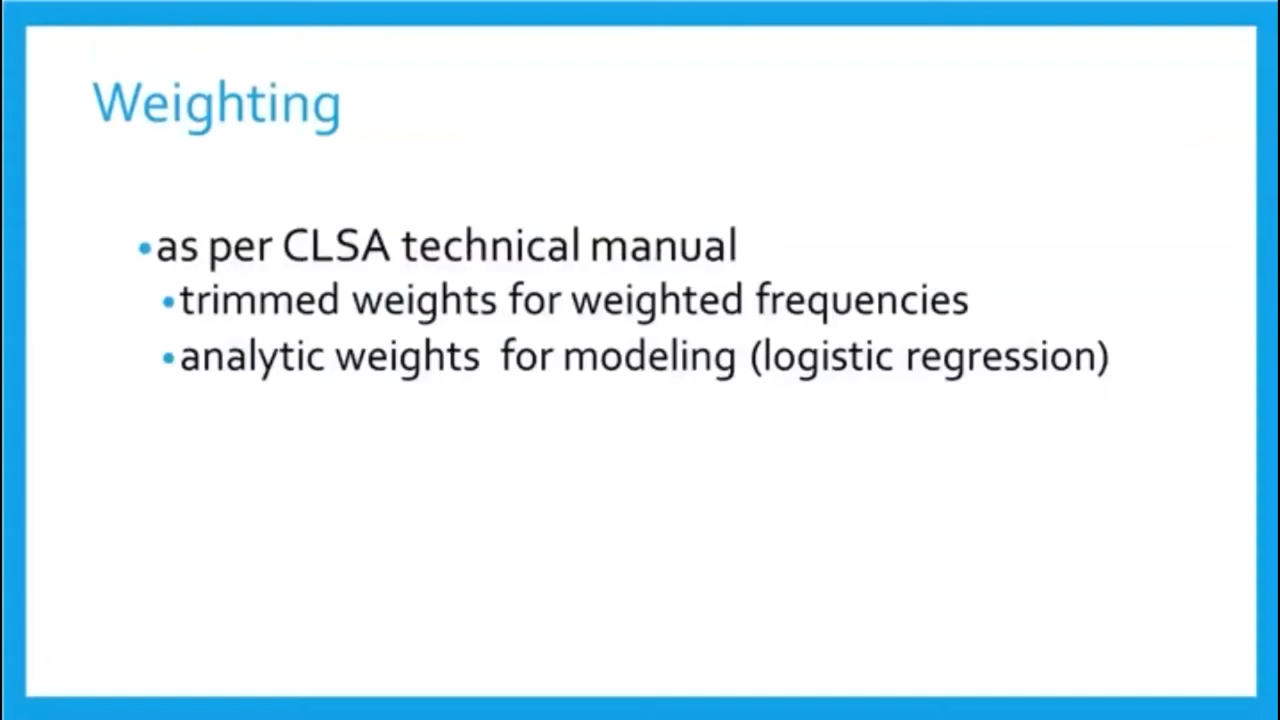 Weighting
•as per CLSA technical manual
•trimmed weights for weighted frequencies
•analytic weights for modeling (logistic regression)